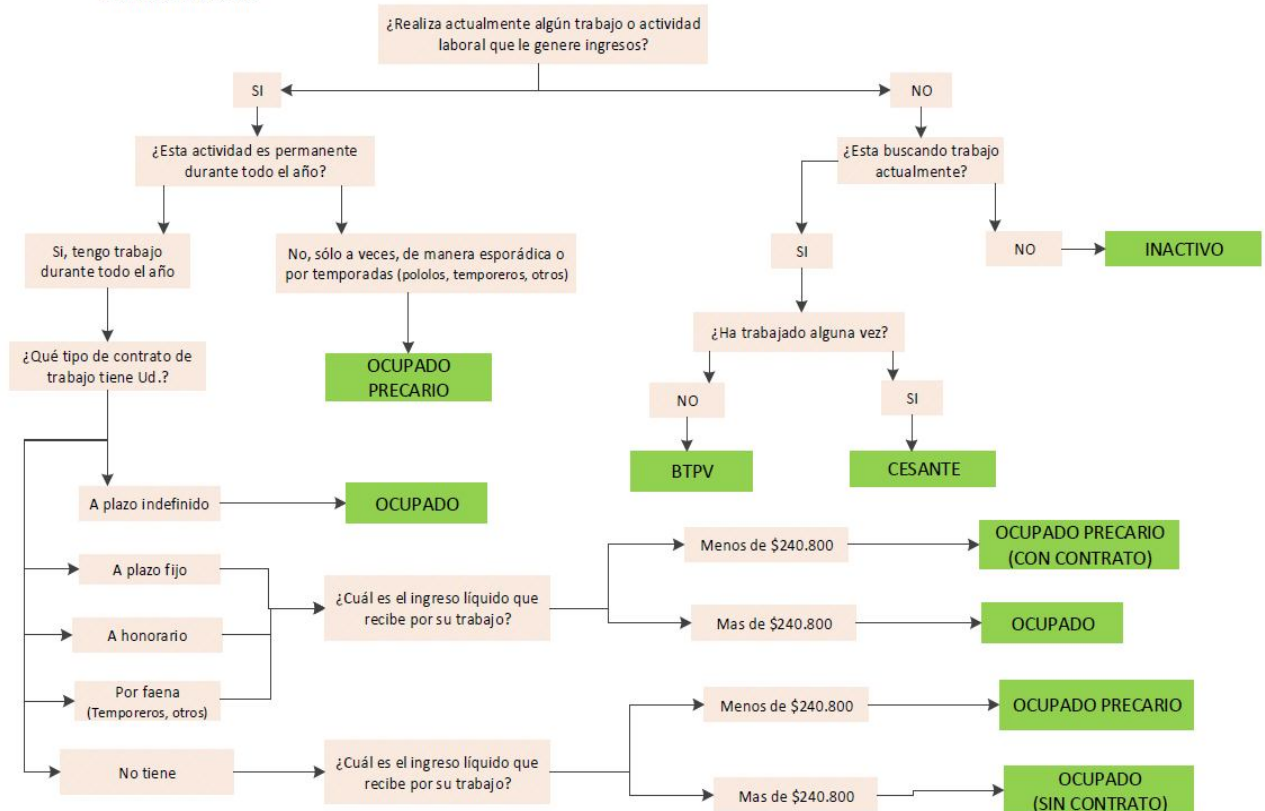 ¿Realiza actualmente algún trabajo o actividad
laboral que le genere ingresos?
SI
NO
¿Esta actividad es permanente
durante todo el año?
¿Esta buscando trabajo
actualmente?
Si, tengo trabajo
durante todo el año
No, sólo a veces, de manera esporádica o
por temporadas (pololos, temporeros, otros)
SI
NO
INACTIVO
¿Qué tipo de contrato de
trabajo tiene Ud.?
OCUPADO
PRECARIO
¿Ha trabajado alguna vez?
NO
SI
BTPV
CESANTE
A plazo indefinido
OCUPADO
A plazo fijo
A honorario
Por faena
(Temporeros, otros)
¿Cuál es el ingreso líquido que
recibe por su trabajo?
Menos de $240.800
OCUPADO PRECARIO
(CON CONTRATO)
Mas de $240.800
OCUPADO
No tiene
¿Cuál es el ingreso líquido que
recibe por su trabajo?
Menos de $240.800
OCUPADO PRECARIO
Mas de $240.800
OCUPADO
(SIN CONTRATO)